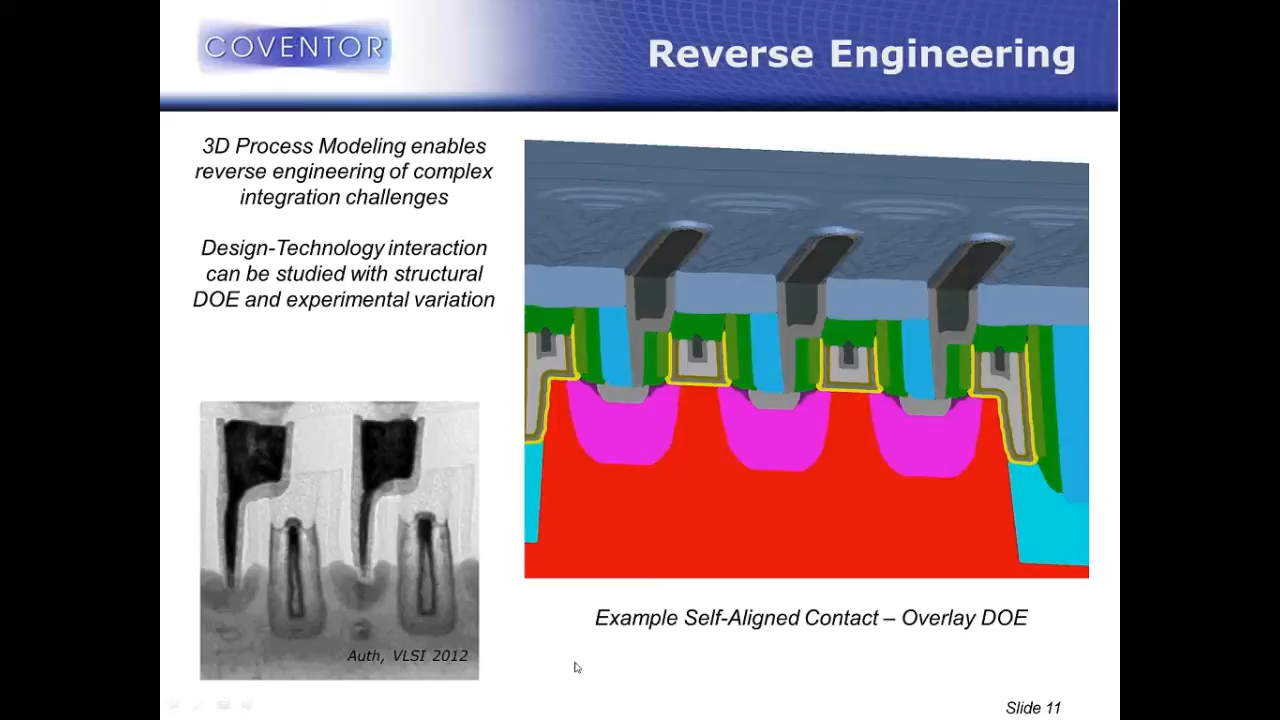 COVENTOR
Reverse Engineering
3D Process Modeling enables
reverse engineering of complex
integration challenges
Design-Technology interaction
can be studied with structural
DOE and experimental variation
Auth, VLSI 2012
Example Self-Aligned Contact – Overlay DOE
Slide 11